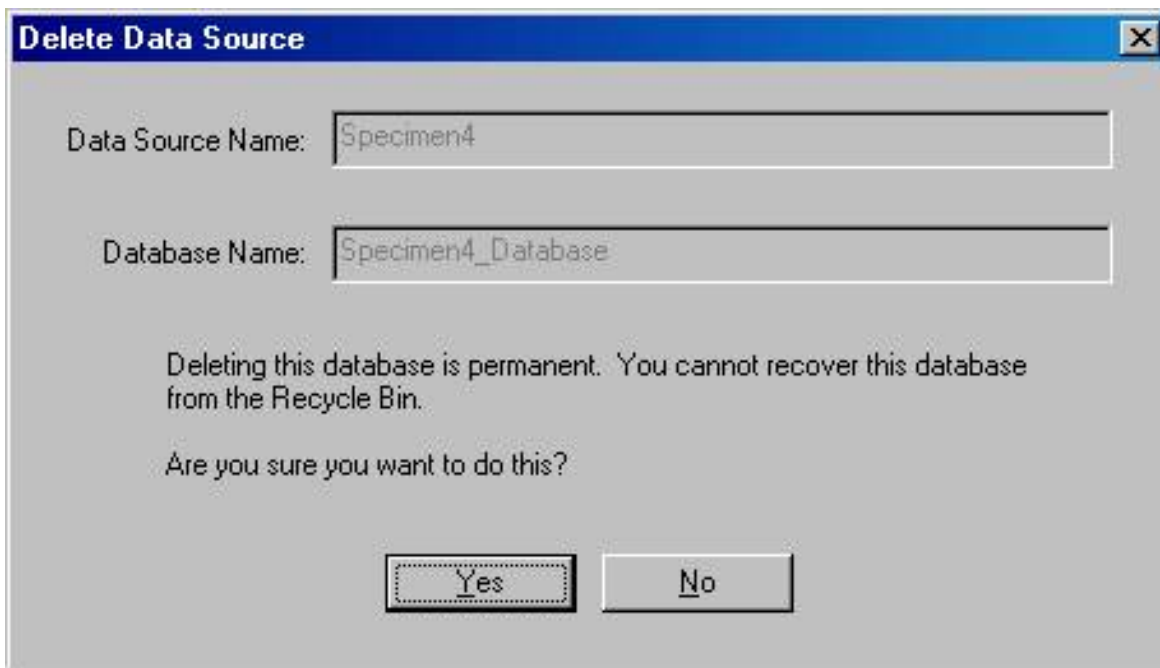 Delete Data Source
Data Source Name: Specimen4
Database Name: Specimen4_Database
Deleting this database is permanent.  You cannot recover this database
from the Recycle Bin.
Are you sure you want to do this?
Yes No